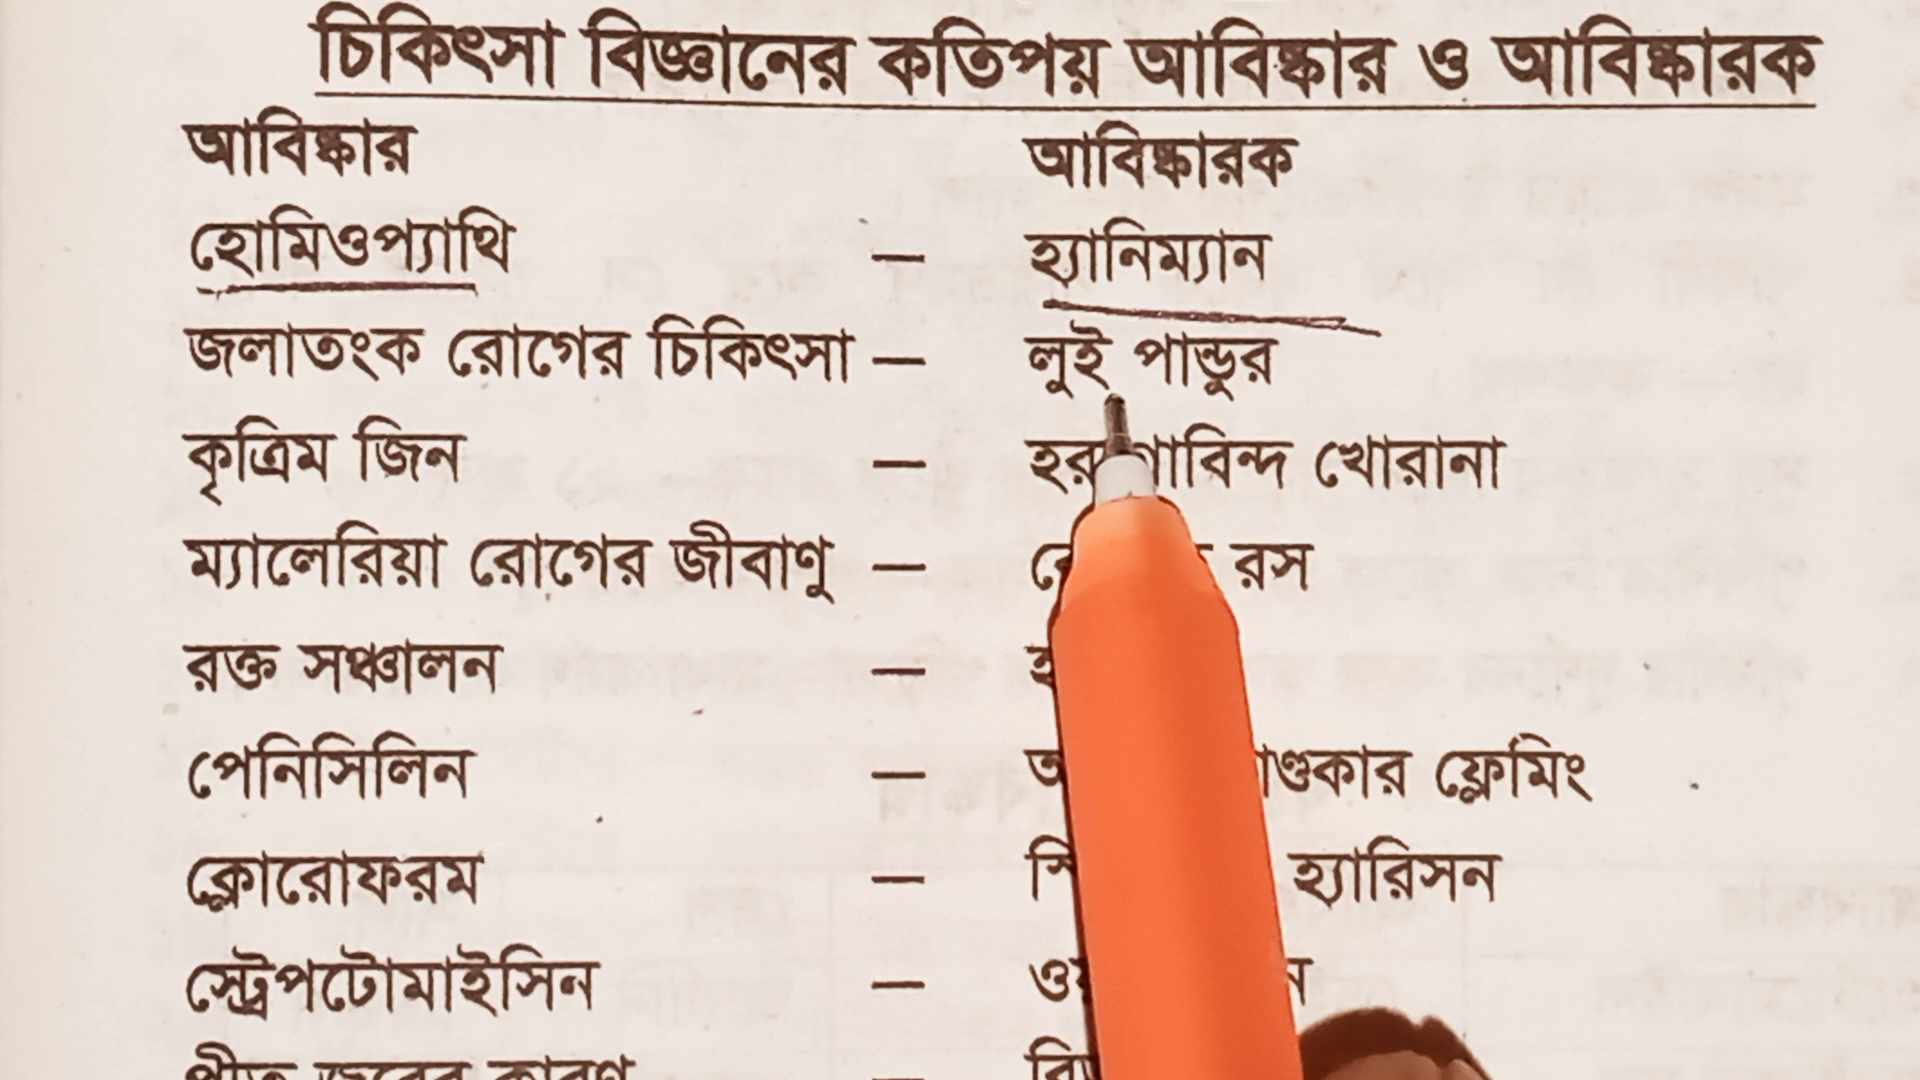 চিকিৎসা বিজ্ঞানের কতিপয় আবিষ্কার ও আবিষ্কারক
আবিষ্কার আবিষ্কারক
হোমিওপ্যাথি — হ্যানিম্যান
জলাতংক রোগের চিকিৎসা — লুই পাস্তুর
কৃত্রিম জিন — খোরানা
ম্যালেরিয়া রোগের জীবাণু — রস
রক্ত সঞ্চালন —
পেনিসিলিন — ফ্লেমিং
ক্লোরোফরম — হ্যারিসন
স্ট্রেপটোমাইসিন —